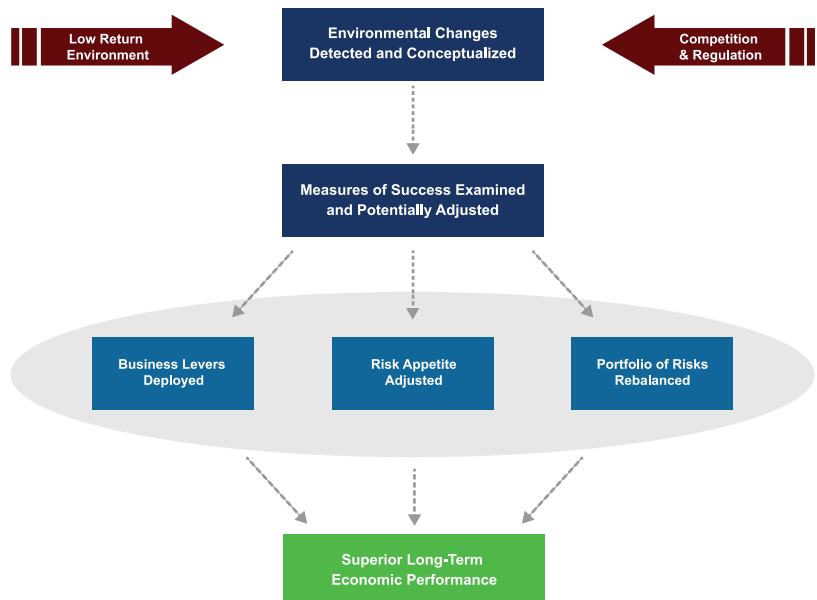 Low Return
Environment
Environmental Changes
Detected and Conceptualized
Competition
& Regulation
Measures of Success Examined
and Potentially Adjusted
Business Levers
Deployed
Risk Appetite
Adjusted
Portfolio of Risks
Rebalanced
Superior Long-Term
Economic Performance